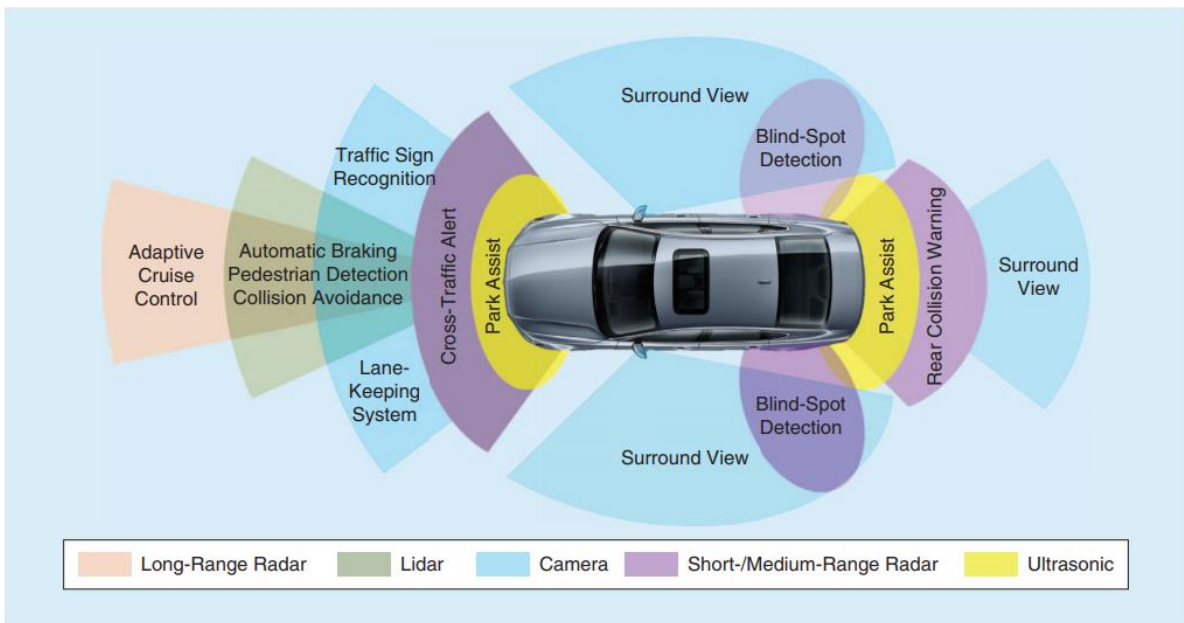 Surround View
Blind-Spot
Detection
Traffic Sign
Recognition
Adaptive
Cruise
Control
Automatic Braking
Pedestrian Detection
Collision Avoidance
Cross-Traffic Alert
Park Assist
Park Assist
Rear Collision Warning
Surround
View
Lane-
Keeping
System
Blind-Spot
Detection
Surround View
Long-Range Radar
Lidar
Camera
Short-/Medium-Range Radar
Ultrasonic